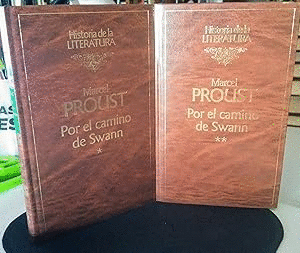 Historia de la
LITERATURA
Marcel
PROUST
Por el camino
de Swann
*
Historia de la
LITERATURA
Marcel
PROUST
Por el camino
de Swann
**